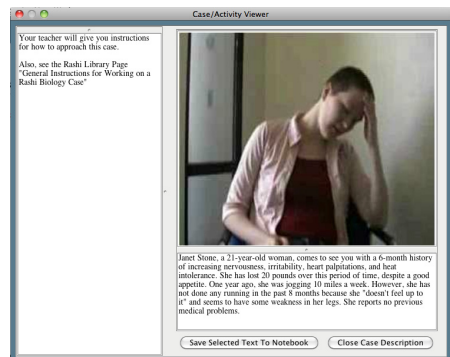 Case/Activity Viewer
Your teacher will give you instructions
for how to approach this case.
Also, see the Rashi Library Page
"General Instructions for Working on a
Rashi Biology Case"
Janet Stone, a 21-year-old woman, comes to see you with a 6-month history
of increasing nervousness, irritability, heart palpitations, and heat
intolerance. She has lost 20 pounds over this period of time, despite a good
appetite. One year ago, she was jogging 10 miles a week. However, she has
not done any running in the past 8 months because she "doesn't feel up to
it" and seems to have some weakness in her legs. She reports no previous
medical problems.
Save Selected Text To Notebook
Close Case Description